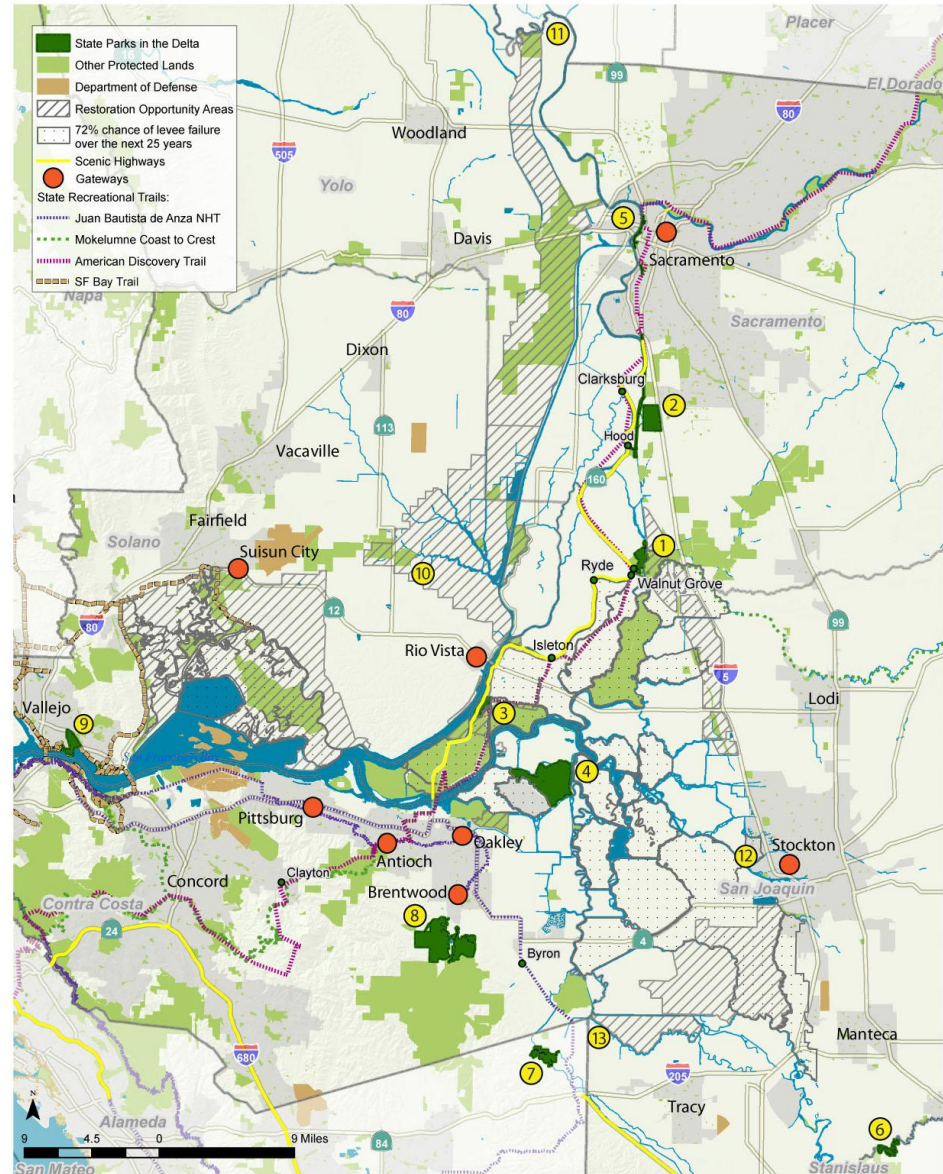 State Parks in the Delta
Other Protected Lands
Department of Defense
Restoration Opportunity Areas
72% chance of levee failure
over the next 25 years
Scenic Highways
Gateways
State Recreational Trails:
Juan Bautista de Anza NHT
Mokelumne Coast to Crest
American Discovery Trail
SF Bay Trail
Placer
11
99
El Dorado
80
Woodland
505
Yolo
5
Davis
Sacramento
Napa
80
Sacramento
Dixon
Clarksburg
2
113
Hood
Vacaville
160
Fairfield
Solano
Suisun City
1
10
Ryde
Walnut Grove
12
80
99
Isleton
Rio Vista
5
Lodi
Vallejo
3
9
4
Pittsburg
Oakley
Antioch
12
Stockton
Clayton
Concord
San Joaquin
Brentwood
Contra Costa
8
24
4
Byron
13
Manteca
680
7
205
Tracy
6
N
Alameda
9
4.5
0
9 Miles
84
San Mateo
Stanislaus